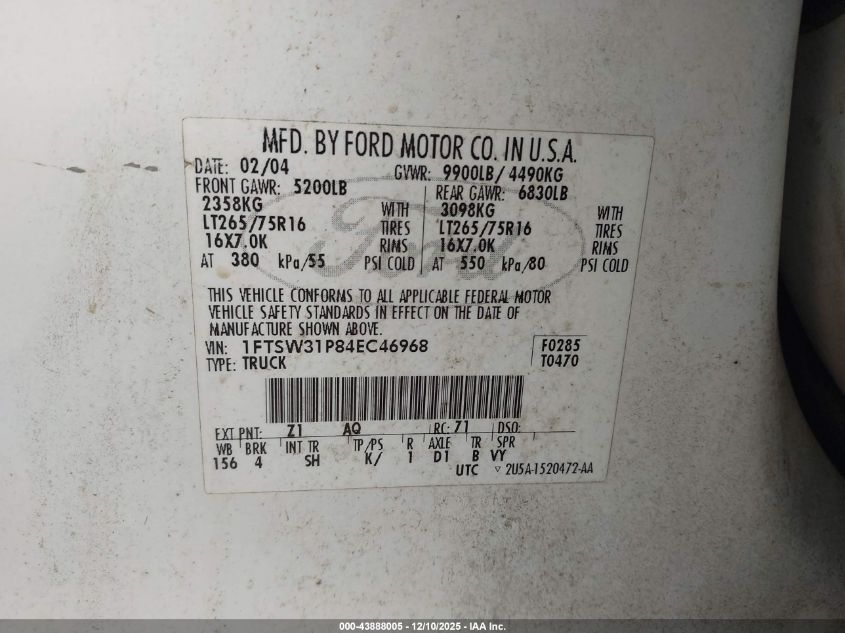 MFD. BY FORD MOTOR CO. IN U.S.A.
DATE: 02/04 GVWR: 9900LB/ 4490KG
FRONT GAWR: 5200LB REAR GAWR: 6830LB
2358KG WITH 3098KG WITH
LT265/75R16 TIRES LT265/75R16 TIRES
16X7.0K RIMS 16X7.0K RIMS
AT 380 kPa/55 PSI COLD AT 550 kPa/80 PSI COLD
Ford
THIS VEHICLE CONFORMS TO ALL APPLICABLE FEDERAL MOTOR
VEHICLE SAFETY STANDARDS IN EFFECT ON THE DATE OF
MANUFACTURE SHOWN ABOVE.
VIN: 1FTSW31P84EC46968 F0285
TYPE: TRUCK T0470
EXT PNT: Z1 AQ RC: 71 DSO:
WB BRK INT TR TP/PS R AXLE TR SPR
156 4 SH K/ 1 D1 B VY
UTC ▽ 2U5A-1520472-AA
000-43888005 - 12/10/2025 - IAA Inc.